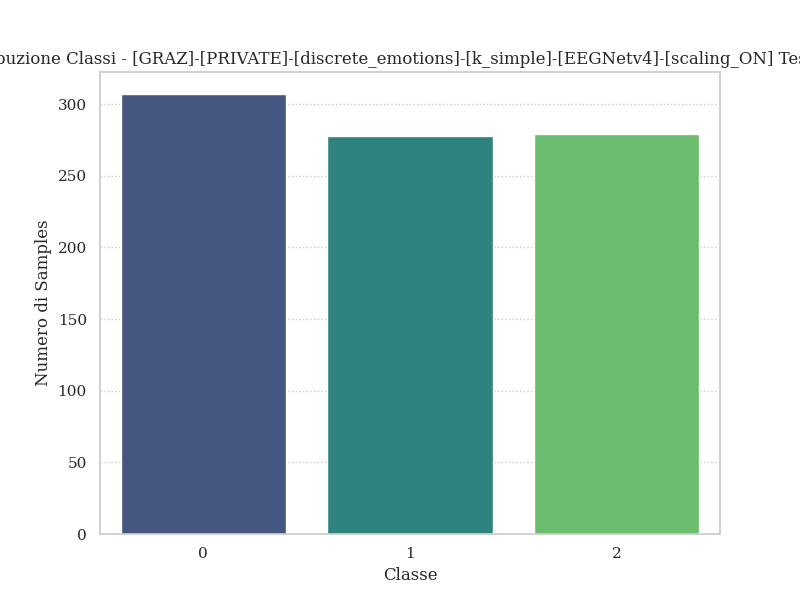 buzione Classi - [GRAZ]-[PRIVATE]-[discrete_emotions]-[k_simple]-[EEGNetv4]-[scaling_ON] Tes
300
250
200
150
100
50
0
Numero di Samples
0 1 2
Classe